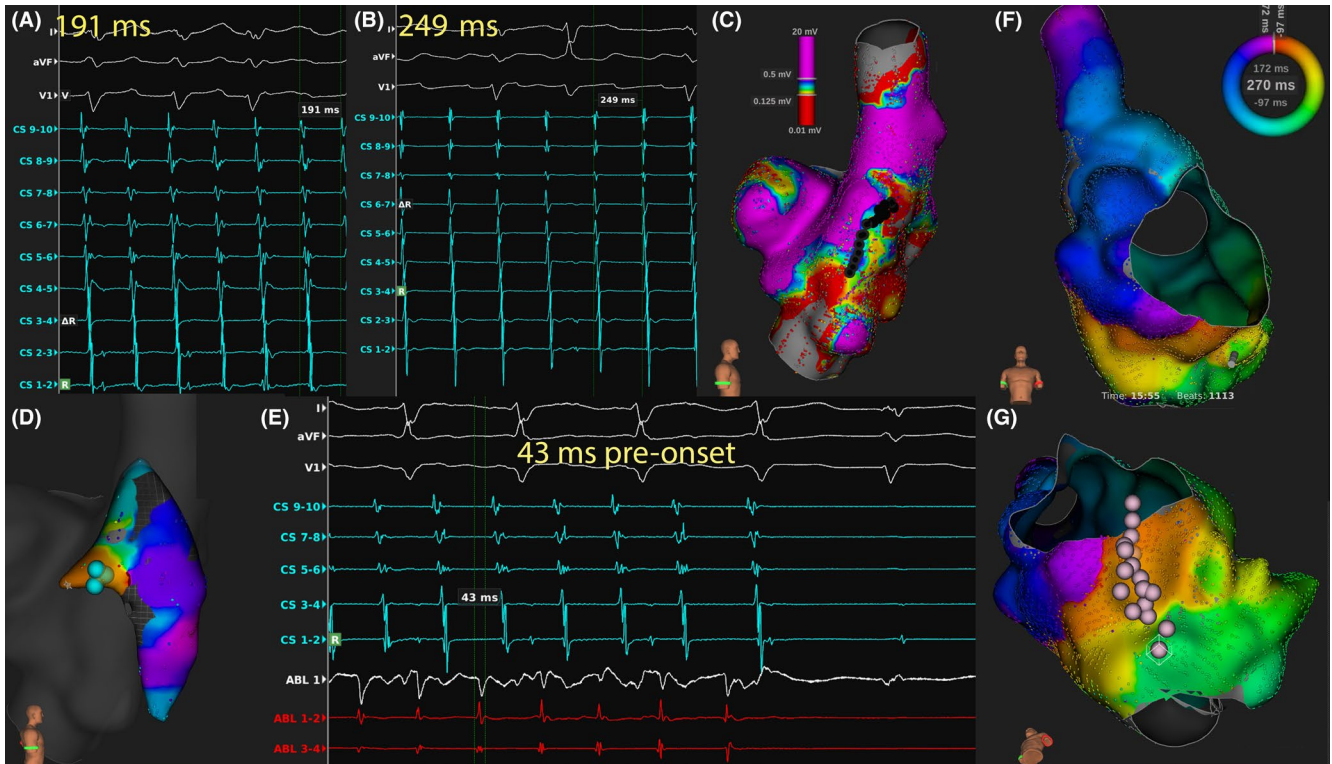 (A)
191 ms
I
aVF
V1
V
191 ms
CS 9-10
CS 8-9
CS 7-8
CS 6-7
CS 5-6
CS 4-5
CS 3-4
ΔR
CS 2-3
CS 1-2
R
(B)
249 ms
I
aVF
V1
249 ms
CS 9-10
CS 8-9
CS 7-8
CS 6-7
ΔR
CS 5-6
CS 4-5
CS 3-4
R
CS 2-3
CS 1-2
(C)
20 mV
0.5 mV
0.125 mV
0.01 mV
(F)
172 ms
-97 ms
172 ms
270 ms
-97 ms
Time: 15:55 Beats: 1113
(D)
(E)
I
aVF
43 ms pre-onset
V1
CS 9-10
CS 7-8
CS 5-6
CS 3-4
43 ms
CS 1-2
R
ABL 1
ABL 1-2
ABL 3-4
(G)